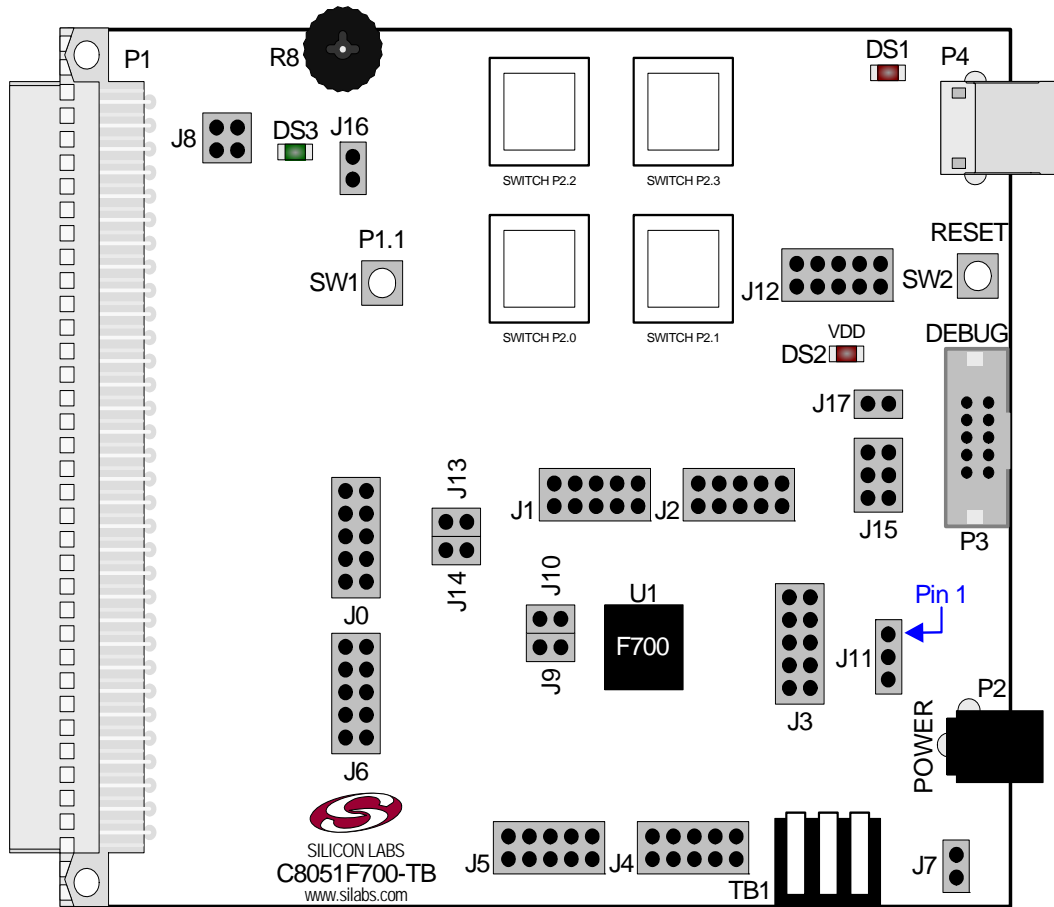 P1
R8
DS1
P4
J8
DS3
J16
SWITCH P2.2
SWITCH P2.3
P1.1
SW1
RESET
J12
SW2
SWITCH P2.0
SWITCH P2.1
VDD
DS2
DEBUG
J17
J13
J1
J2
J15
P3
J14
J10
U1
Pin 1
J0
F700
J11
J9
P2
J3
POWER
J6
SILICON LABS
C8051F700-TB
www.silabs.com
J5
J4
TB1
J7